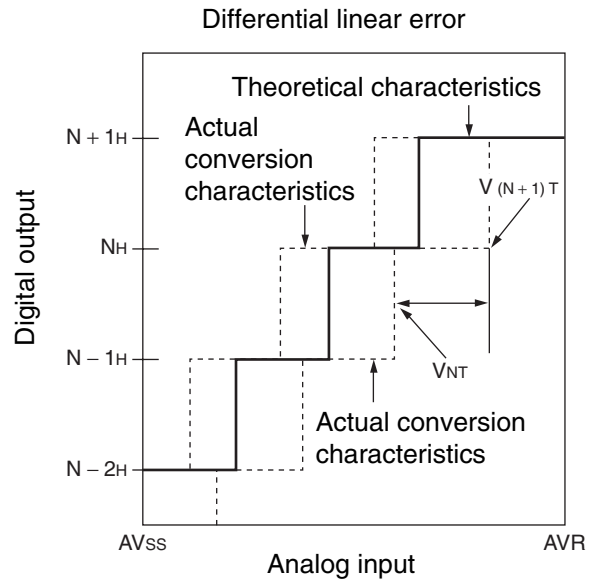 Differential linear error
Theoretical characteristics
N + 1H
Actual
conversion
characteristics
V (N + 1) T
NH
Digital output
N – 1H
VNT
Actual conversion
characteristics
N – 2H
AVSS
AVR
Analog input